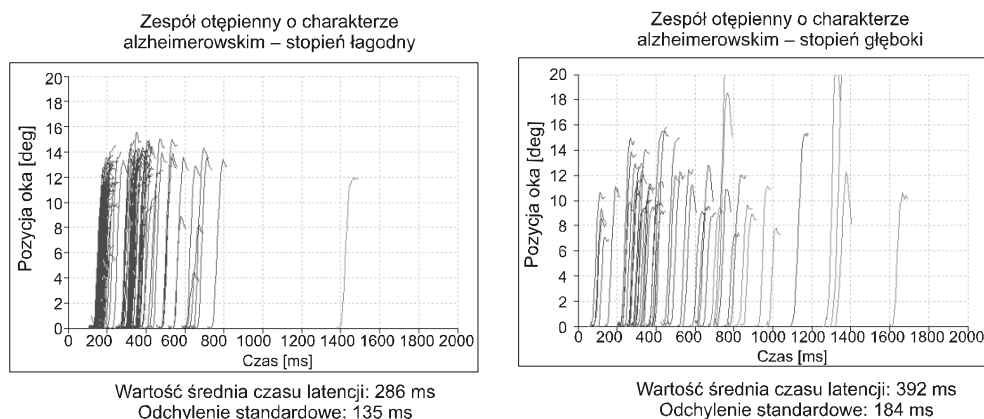 Zespół otępienny o charakterze
alzheimerowskim – stopień łagodny
20
18
16
14
12
10
8
6
4
2
0
Pozycja oka [deg]
0 200 400 600 800 1000 1200 1400 1600 1800 2000
Czas [ms]
Wartość średnia czasu latencji: 286 ms
Odchylenie standardowe: 135 ms
Zespół otępienny o charakterze
alzheimerowskim – stopień głęboki
20
18
16
14
12
10
8
6
4
2
0
Pozycja oka [deg]
0 200 400 600 800 1000 1200 1400 1600 1800 2000
Czas [ms]
Wartość średnia czasu latencji: 392 ms
Odchylenie standardowe: 184 ms